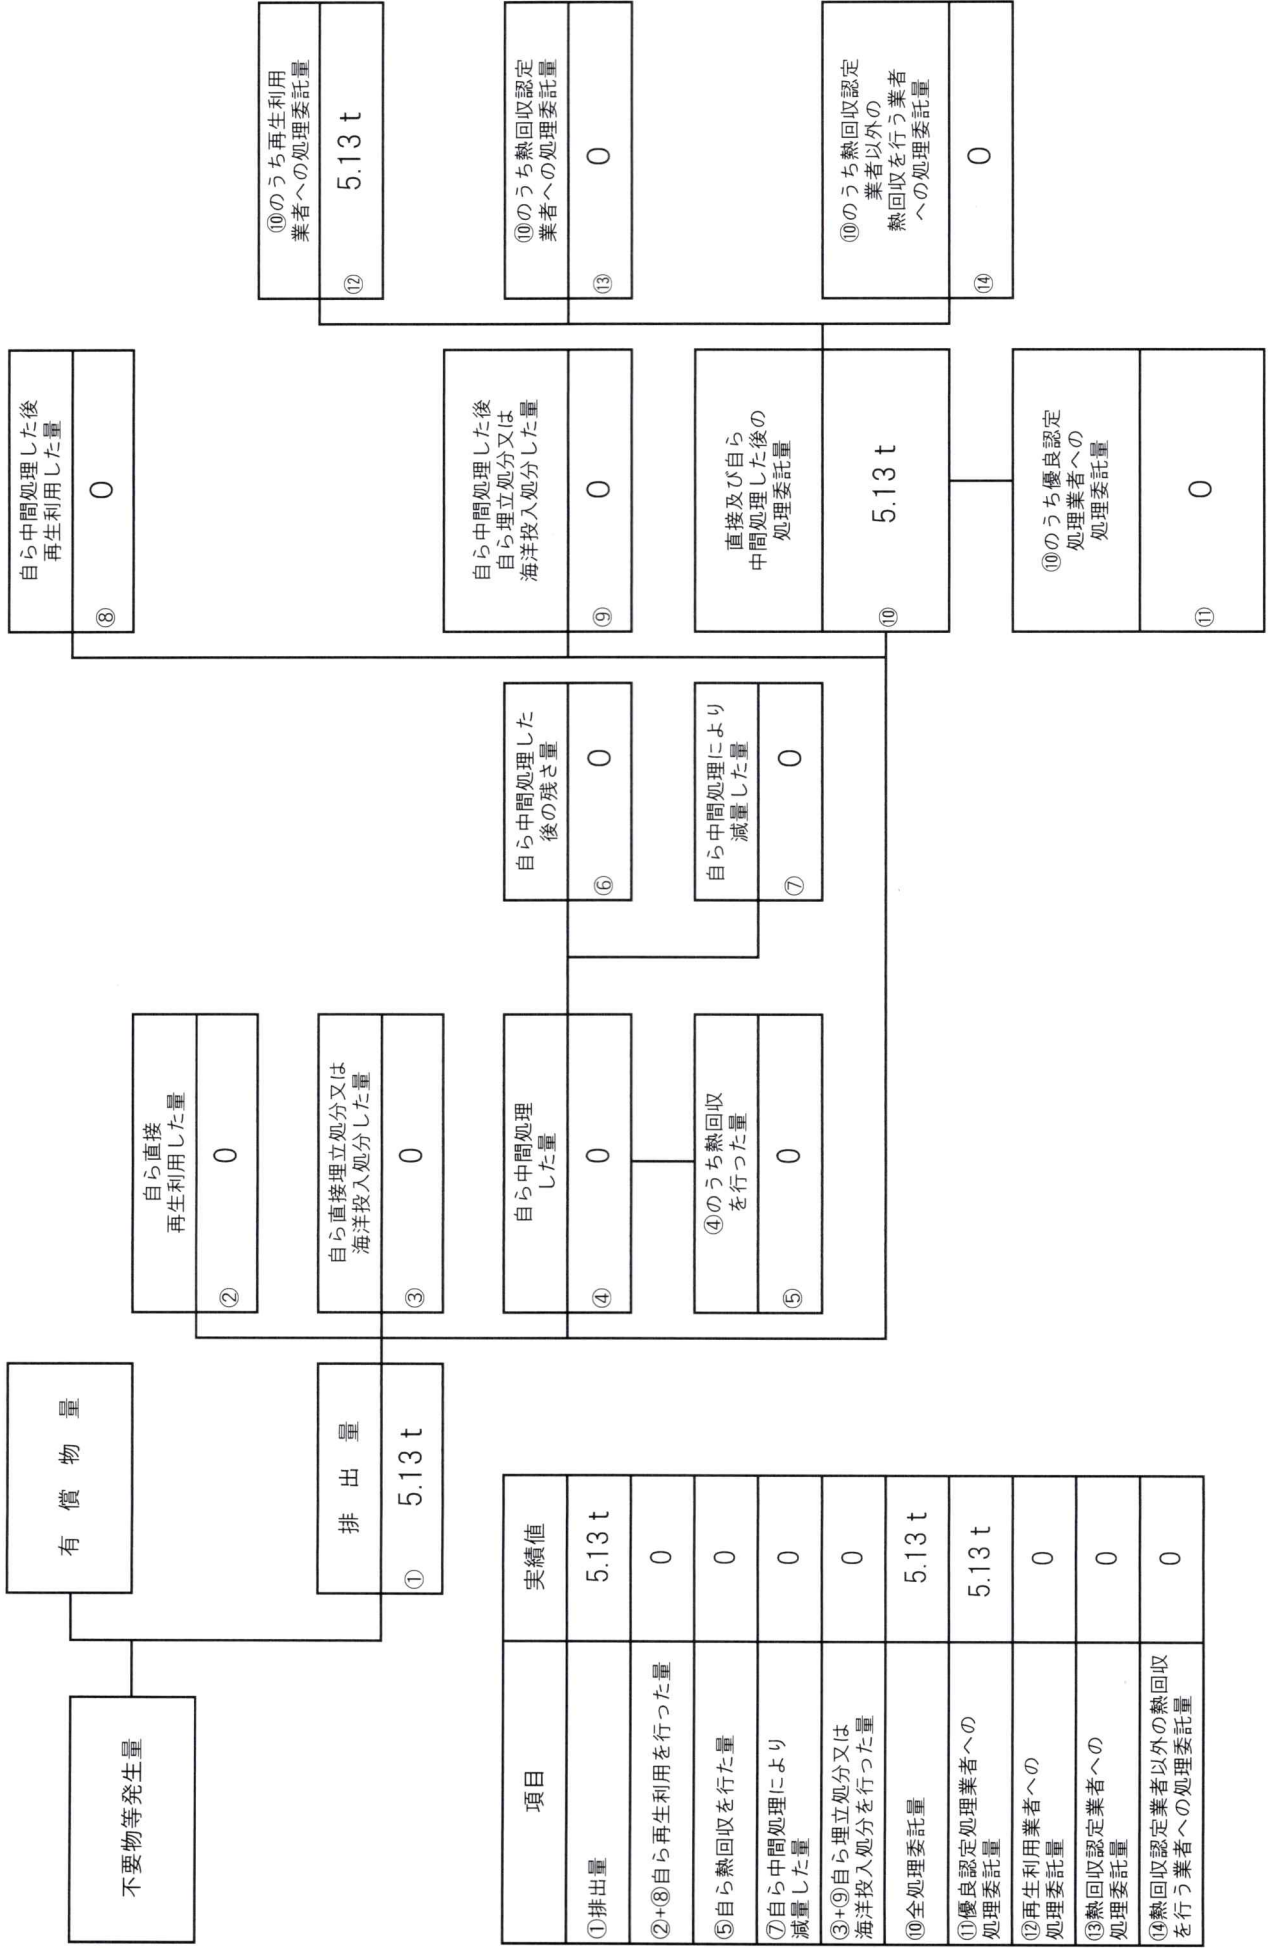 不要物等発生量
有償物量
排出量
①
5.13 t
自ら直接
再生利用した量
②
0
自ら直接埋立処分又は
海洋投入処分した量
③
0
自ら中間処理
した量
④
0
④のうち熱回収
を行った量
⑤
0
自ら中間処理した
後の残さ量
⑥
0
自ら中間処理により
減量した量
⑦
0
自ら中間処理した後
再生利用した量
⑧
0
自ら中間処理した後
自ら埋立処分又は
海洋投入処分した量
⑨
0
直接及び自ら
中間処理した後の
処理委託量
⑩
5.13 t
⑩のうち優良認定
処理業者への
処理委託量
⑪
0
⑩のうち再生利用
業者への処理委託量
⑫
5.13 t
⑩のうち熱回収認定
業者への処理委託量
⑬
0
⑩のうち熱回収認定
業者以外の
熱回収を行う業者
への処理委託量
⑭
0
項目 実績値
①排出量 5.13 t
②+⑧自ら再生利用を行った量 0
⑤自ら熱回収を行た量 0
⑦自ら中間処理により
減量した量 0
③+⑨自ら埋立処分又は
海洋投入処分を行った量 0
⑩全処理委託量 5.13 t
⑪優良認定処理業者への
処理委託量 5.13 t
⑫再生利用業者への
処理委託量 0
⑬熱回収認定業者への
処理委託量 0
⑭熱回収認定業者以外の熱回収
を行う業者への処理委託量 0